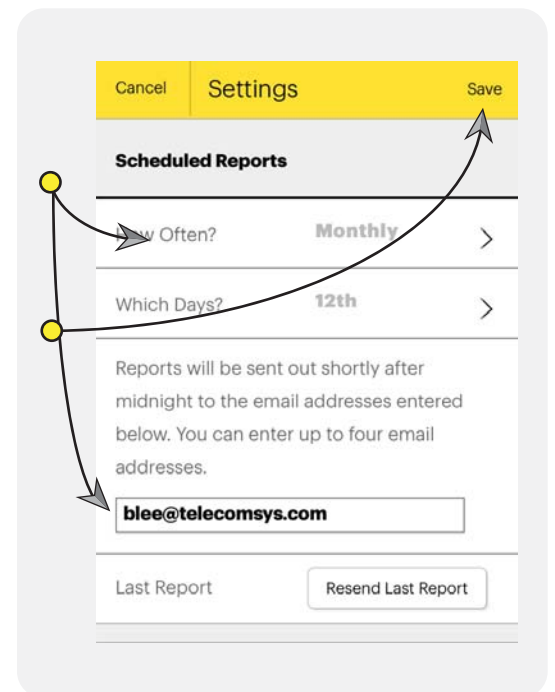 Cancel Settings Save
Scheduled Reports
How Often? Monthly
Which Days? 12th
Reports will be sent out shortly after
midnight to the email addresses entered
below. You can enter up to four email
addresses.
blee@telecomsys.com
Last Report Resend Last Report